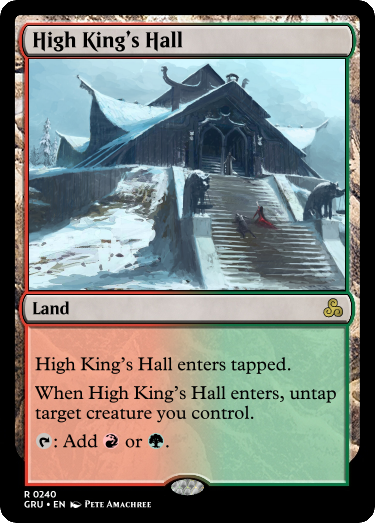 High King's Hall
Land
High King's Hall enters tapped.
When High King's Hall enters, untap
target creature you control.
: Add or .
R 0240
GRU • EN Pete Amachree